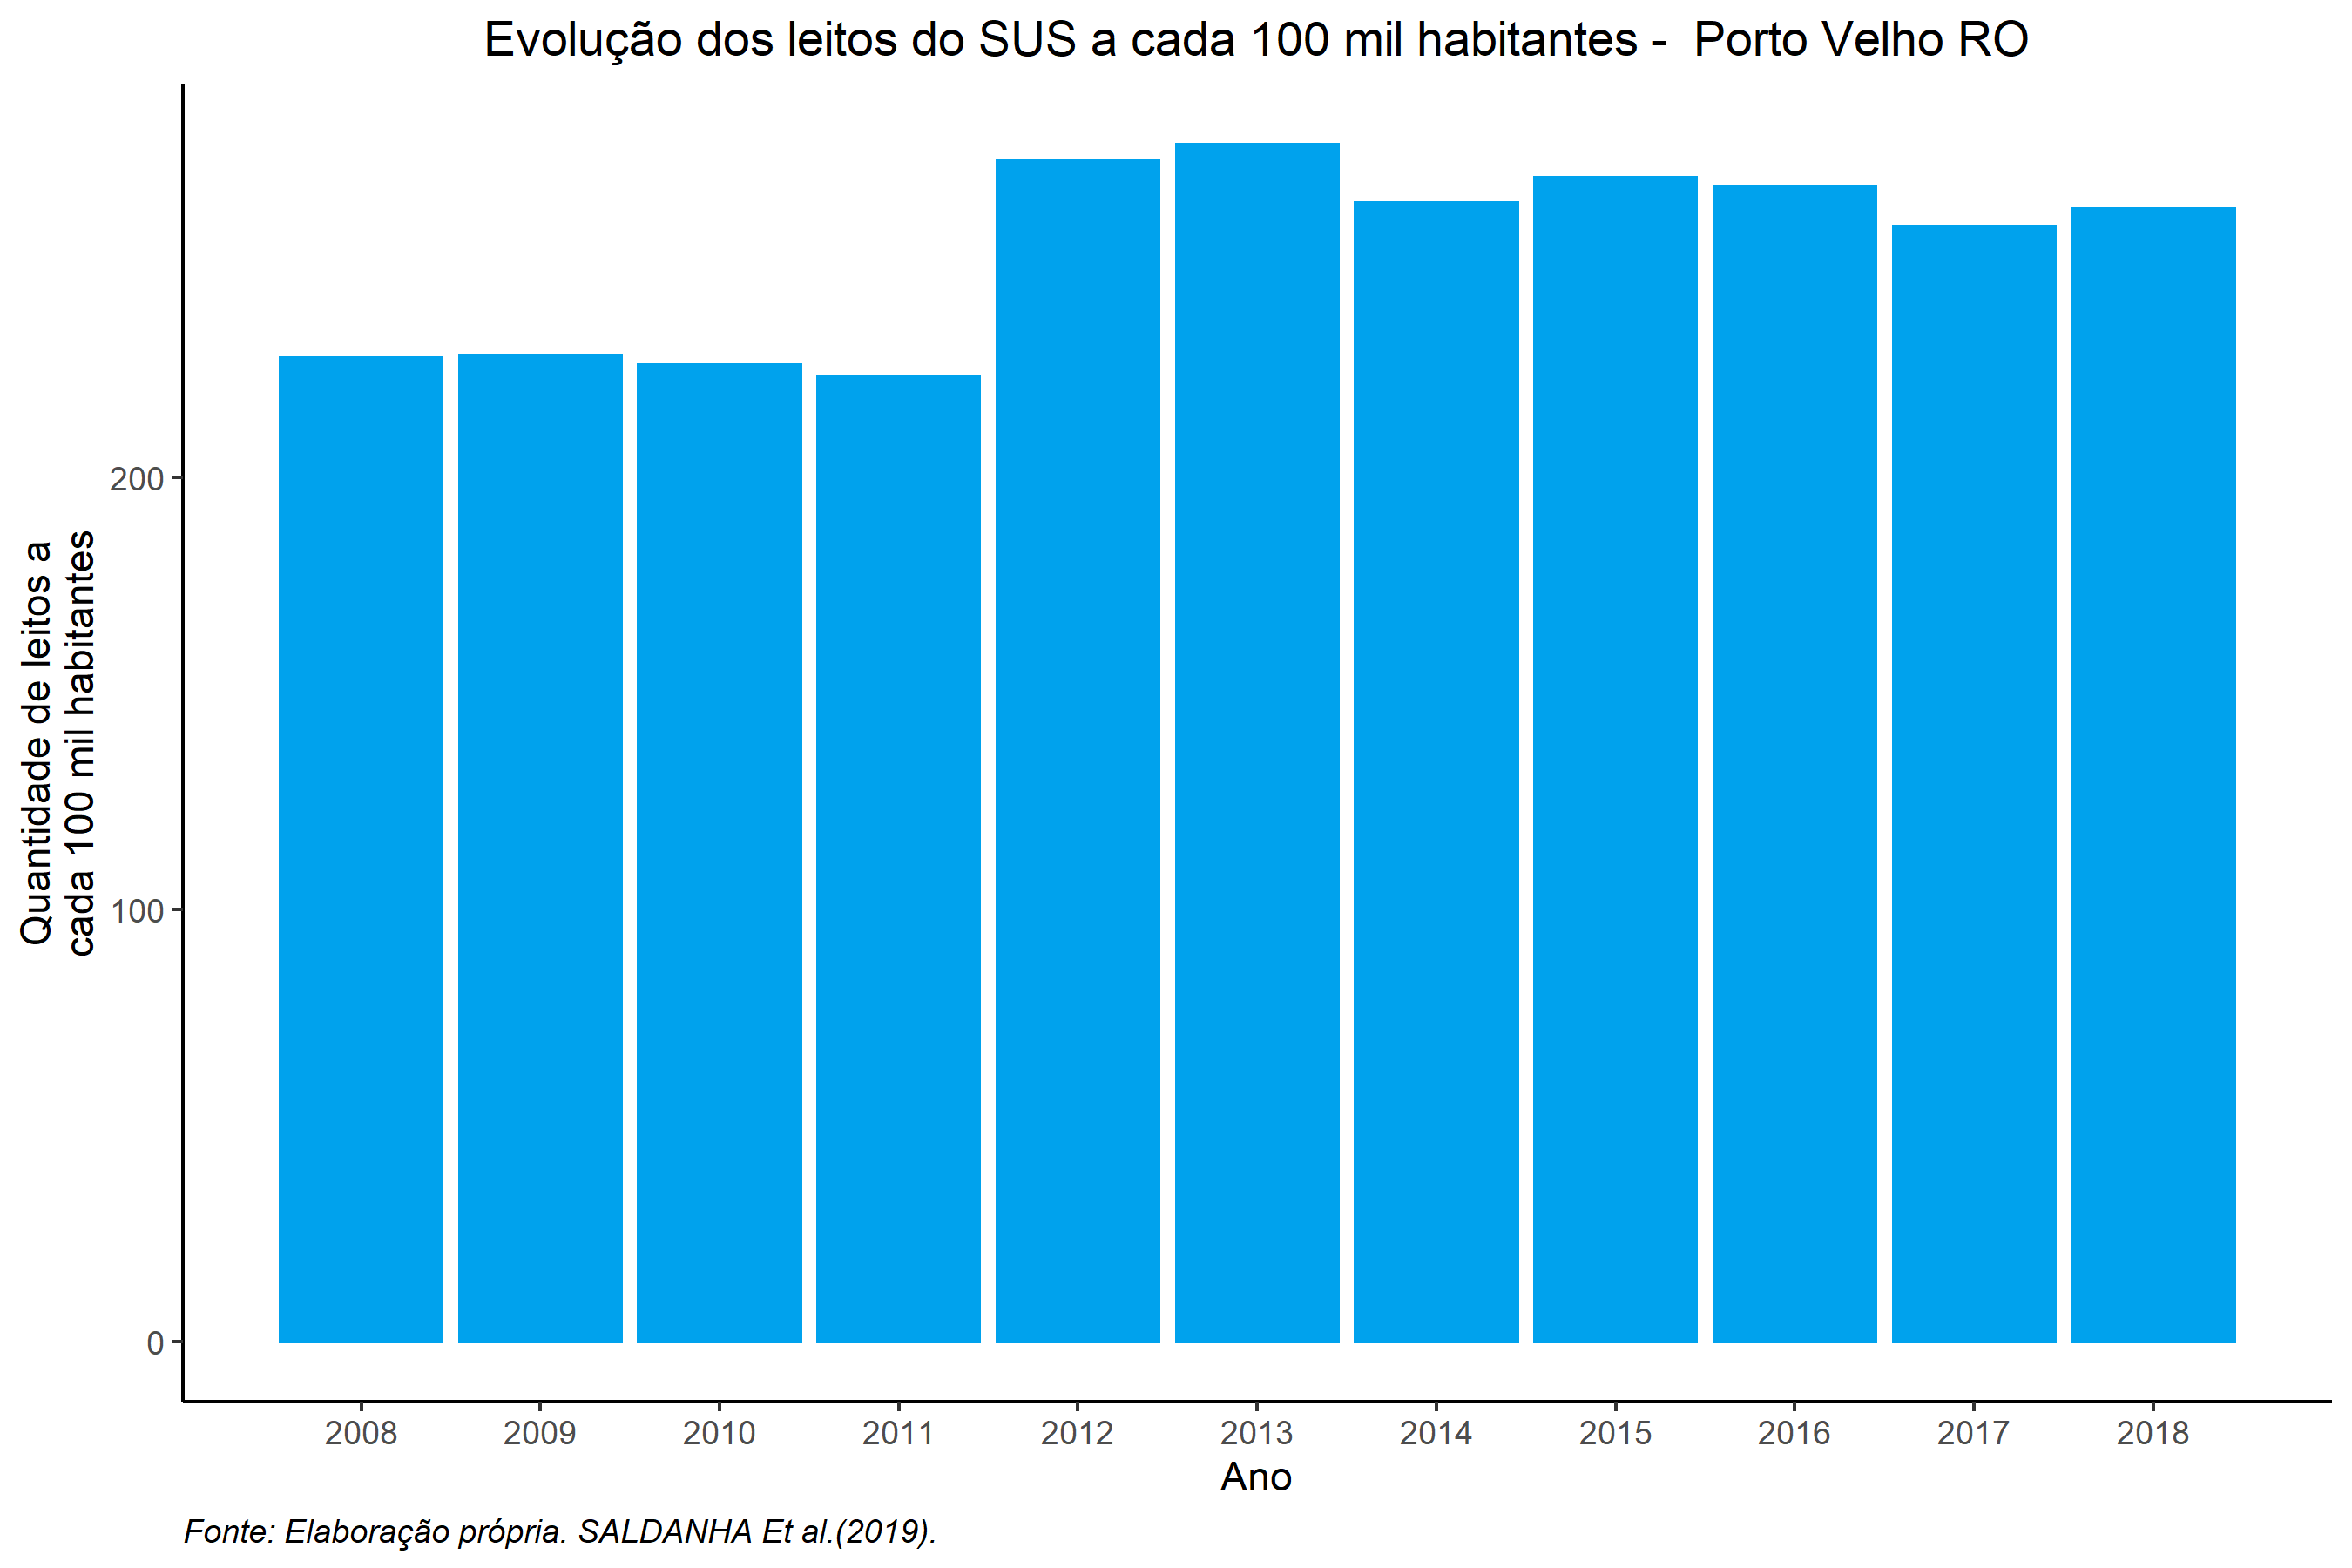 Evolução dos leitos do SUS a cada 100 mil habitantes - Porto Velho RO
Quantidade de leitos a
cada 100 mil habitantes
200
100
0
2008 2009 2010 2011 2012 2013 2014 2015 2016 2017 2018
Ano
Fonte: Elaboração própria. SALDANHA Et al.(2019).